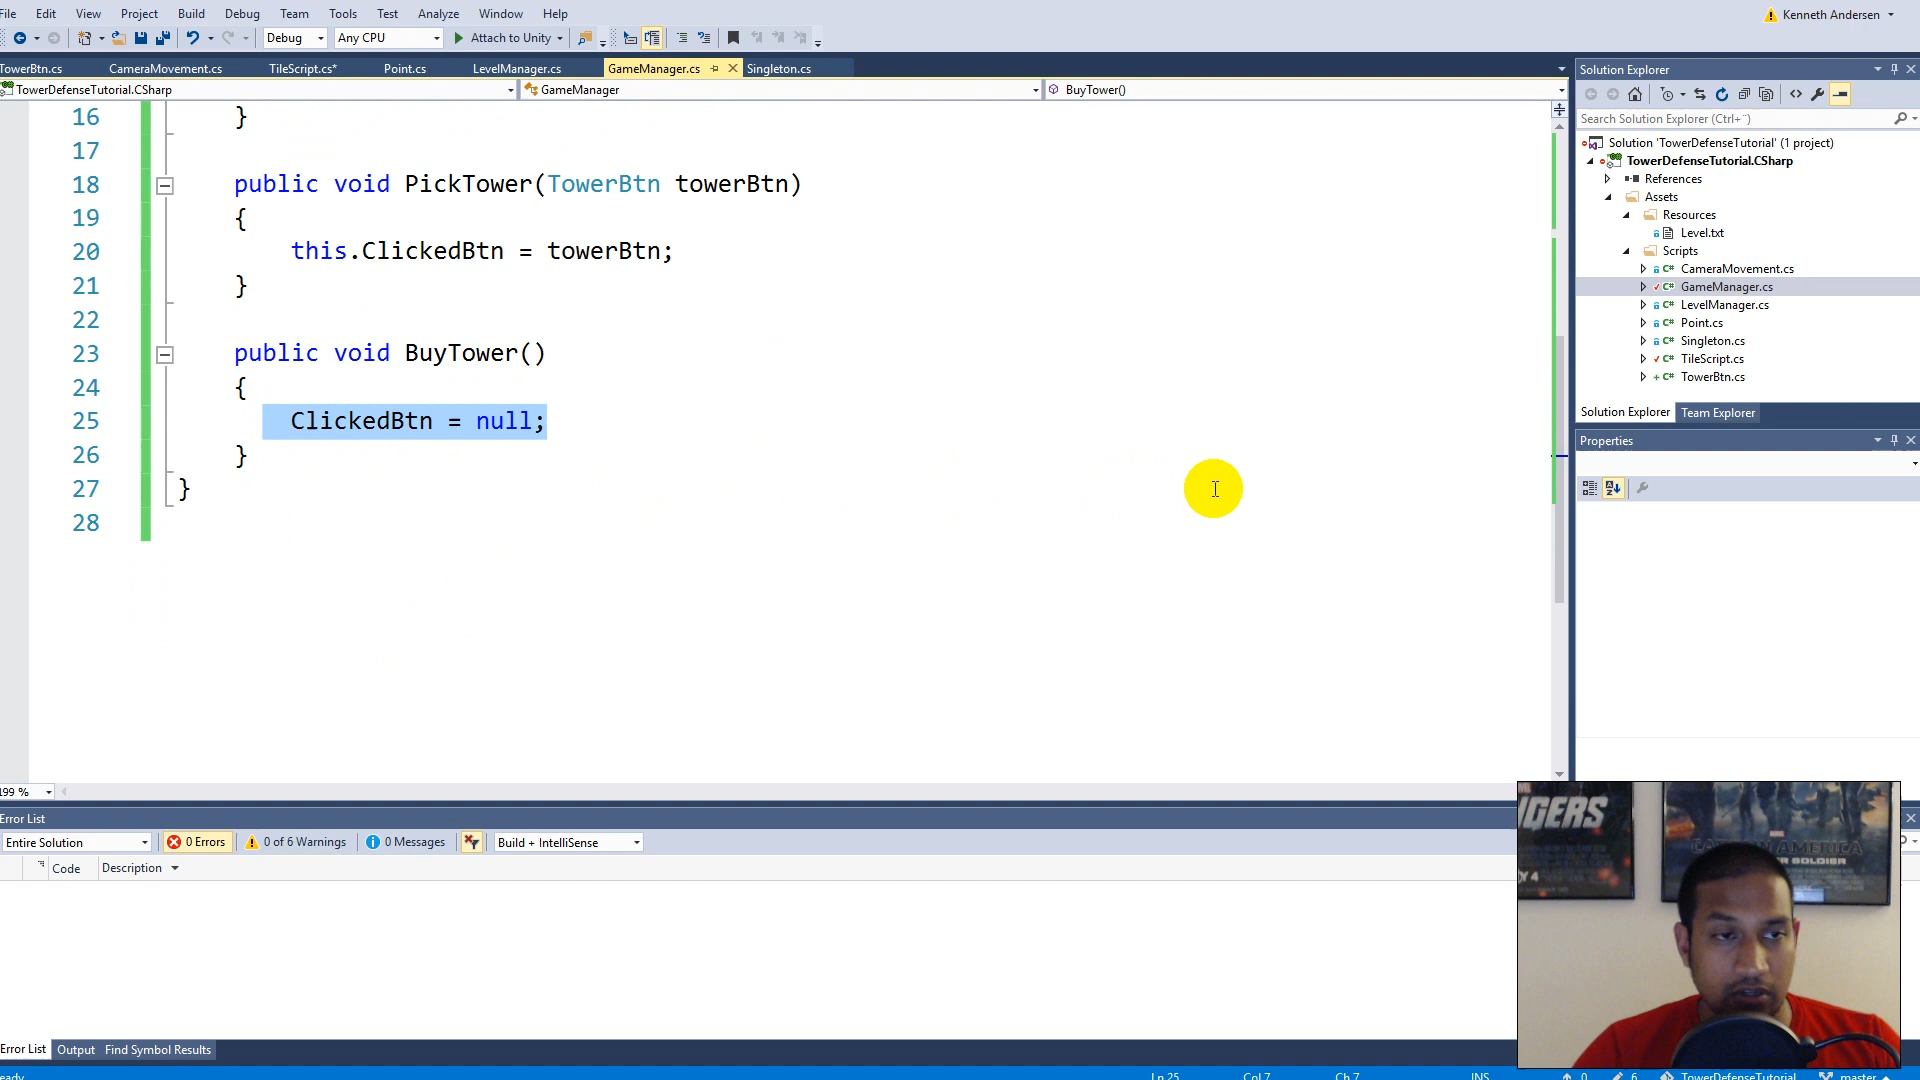 File Edit View Project Build Debug Team Tools Test Analyze Window Help
Kenneth Andersen
Debug Any CPU Attach to Unity
TowerBtn.cs CameraMovement.cs TileScript.cs* Point.cs LevelManager.cs GameManager.cs Singleton.cs
TowerDefenseTutorial.CSharp GameManager BuyTower()
16 }
17
18 public void PickTower(TowerBtn towerBtn)
19 {
20 this.ClickedBtn = towerBtn;
21 }
22
23 public void BuyTower()
24 {
25 ClickedBtn = null;
26 }
27 }
28
199 %
Solution Explorer
Search Solution Explorer (Ctrl+¨)
Solution 'TowerDefenseTutorial' (1 project)
TowerDefenseTutorial.CSharp
References
Assets
Resources
Level.txt
Scripts
CameraMovement.cs
GameManager.cs
LevelManager.cs
Point.cs
Singleton.cs
TileScript.cs
TowerBtn.cs
Solution Explorer Team Explorer
Properties
Error List
Entire Solution 0 Errors 0 of 6 Warnings 0 Messages Build + IntelliSense
Code Description
Error List Output Find Symbol Results
Ln 25 Col 7 Ch 7 INS 0 6 TowerDefenseTutorial master